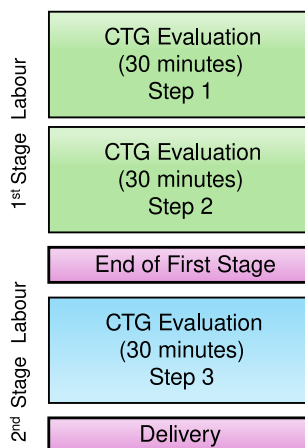 1st Stage Labour
CTG Evaluation
(30 minutes)
Step 1
CTG Evaluation
(30 minutes)
Step 2
End of First Stage
2nd Stage Labour
CTG Evaluation
(30 minutes)
Step 3
Delivery